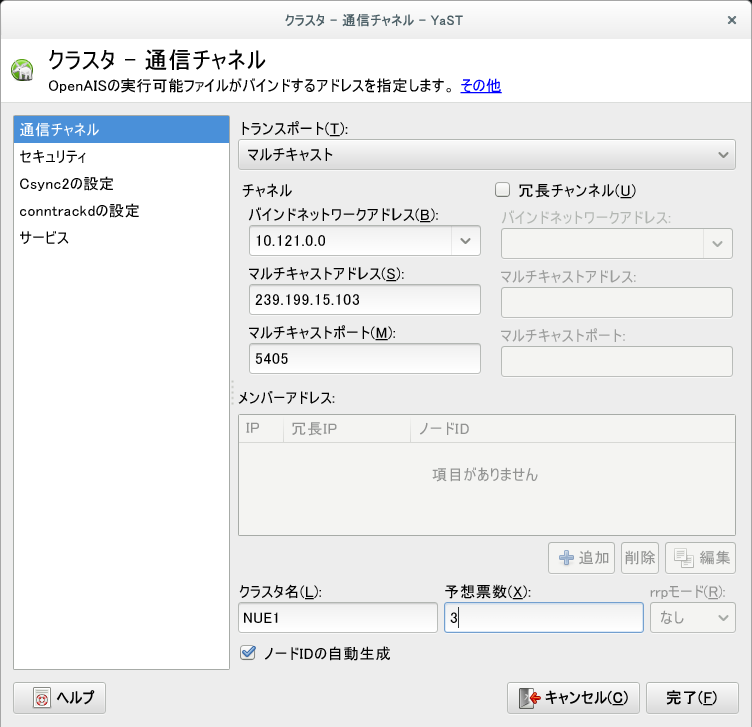 クラスタ - 通信チャネル - YaST
クラスタ - 通信チャネル
OpenAISの実行可能ファイルがバインドするアドレスを指定します。 その他
通信チャネル
セキュリティ
Csync2の設定
conntrackdの設定
サービス
トランスポート(T):
マルチキャスト
チャネル
バインドネットワークアドレス(B):
10.121.0.0
マルチキャストアドレス(S):
239.199.15.103
マルチキャストポート(M):
5405
冗長チャンネル(U)
バインドネットワークアドレス:
マルチキャストアドレス:
マルチキャストポート:
メンバーアドレス:
IP 冗長IP ノードID
項目がありません
追加 削除 編集
クラスタ名(L): 予想票数(X): rrpモード(R):
NUE1 3 なし
ノードIDの自動生成
ヘルプ キャンセル(C) 完了(F)